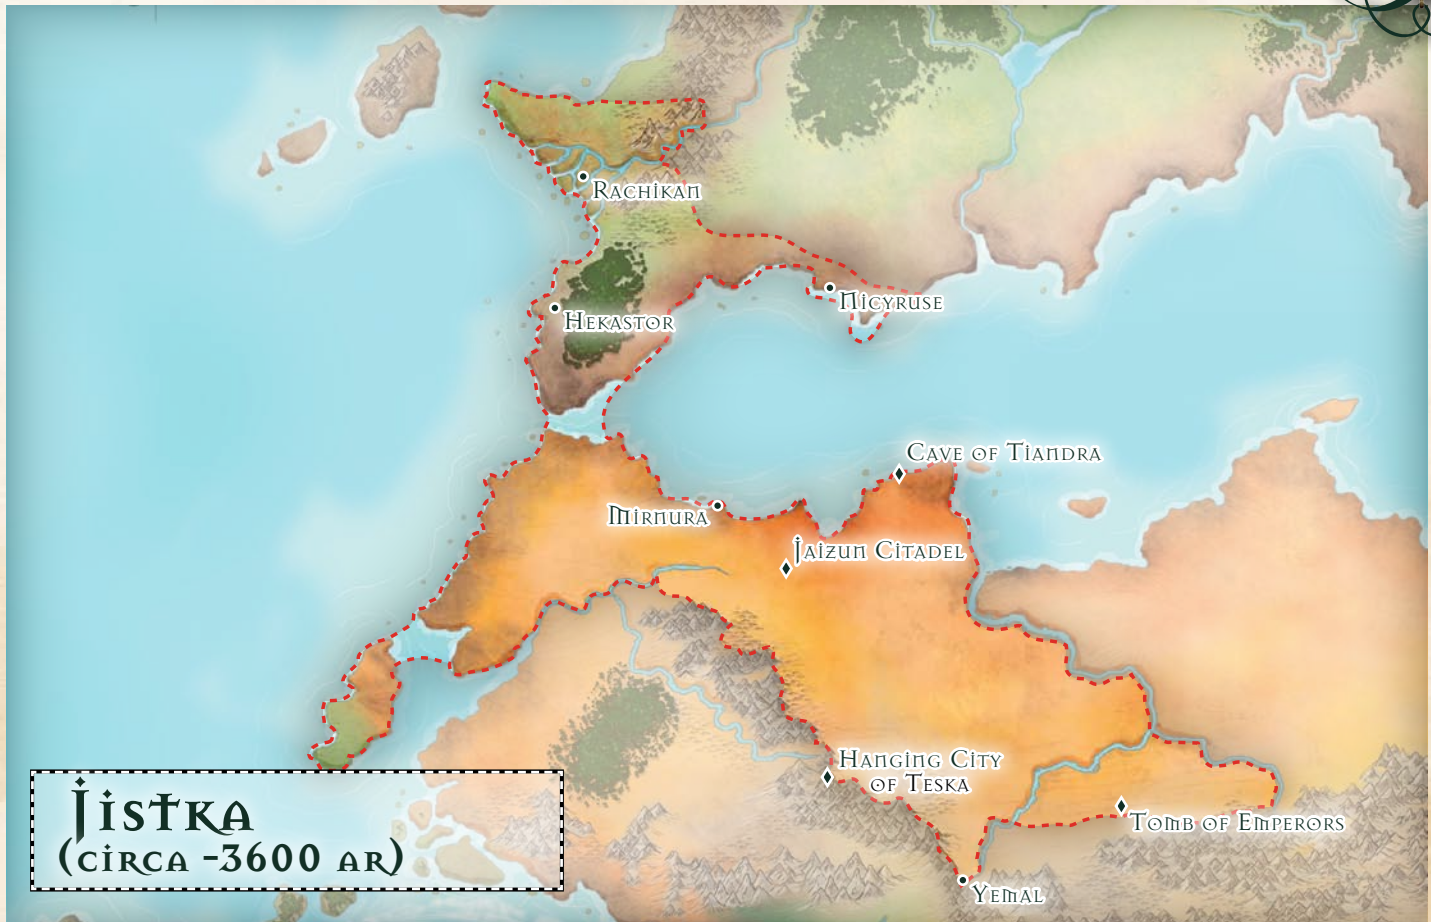 Rachikan
Nicyruse
Hekastor
Cave of Tiandra
Mirnura
Jaizun Citadel
Hanging City
of Teska
Tomb of Emperors
Yemal
Jistka
(circa -3600 ar)